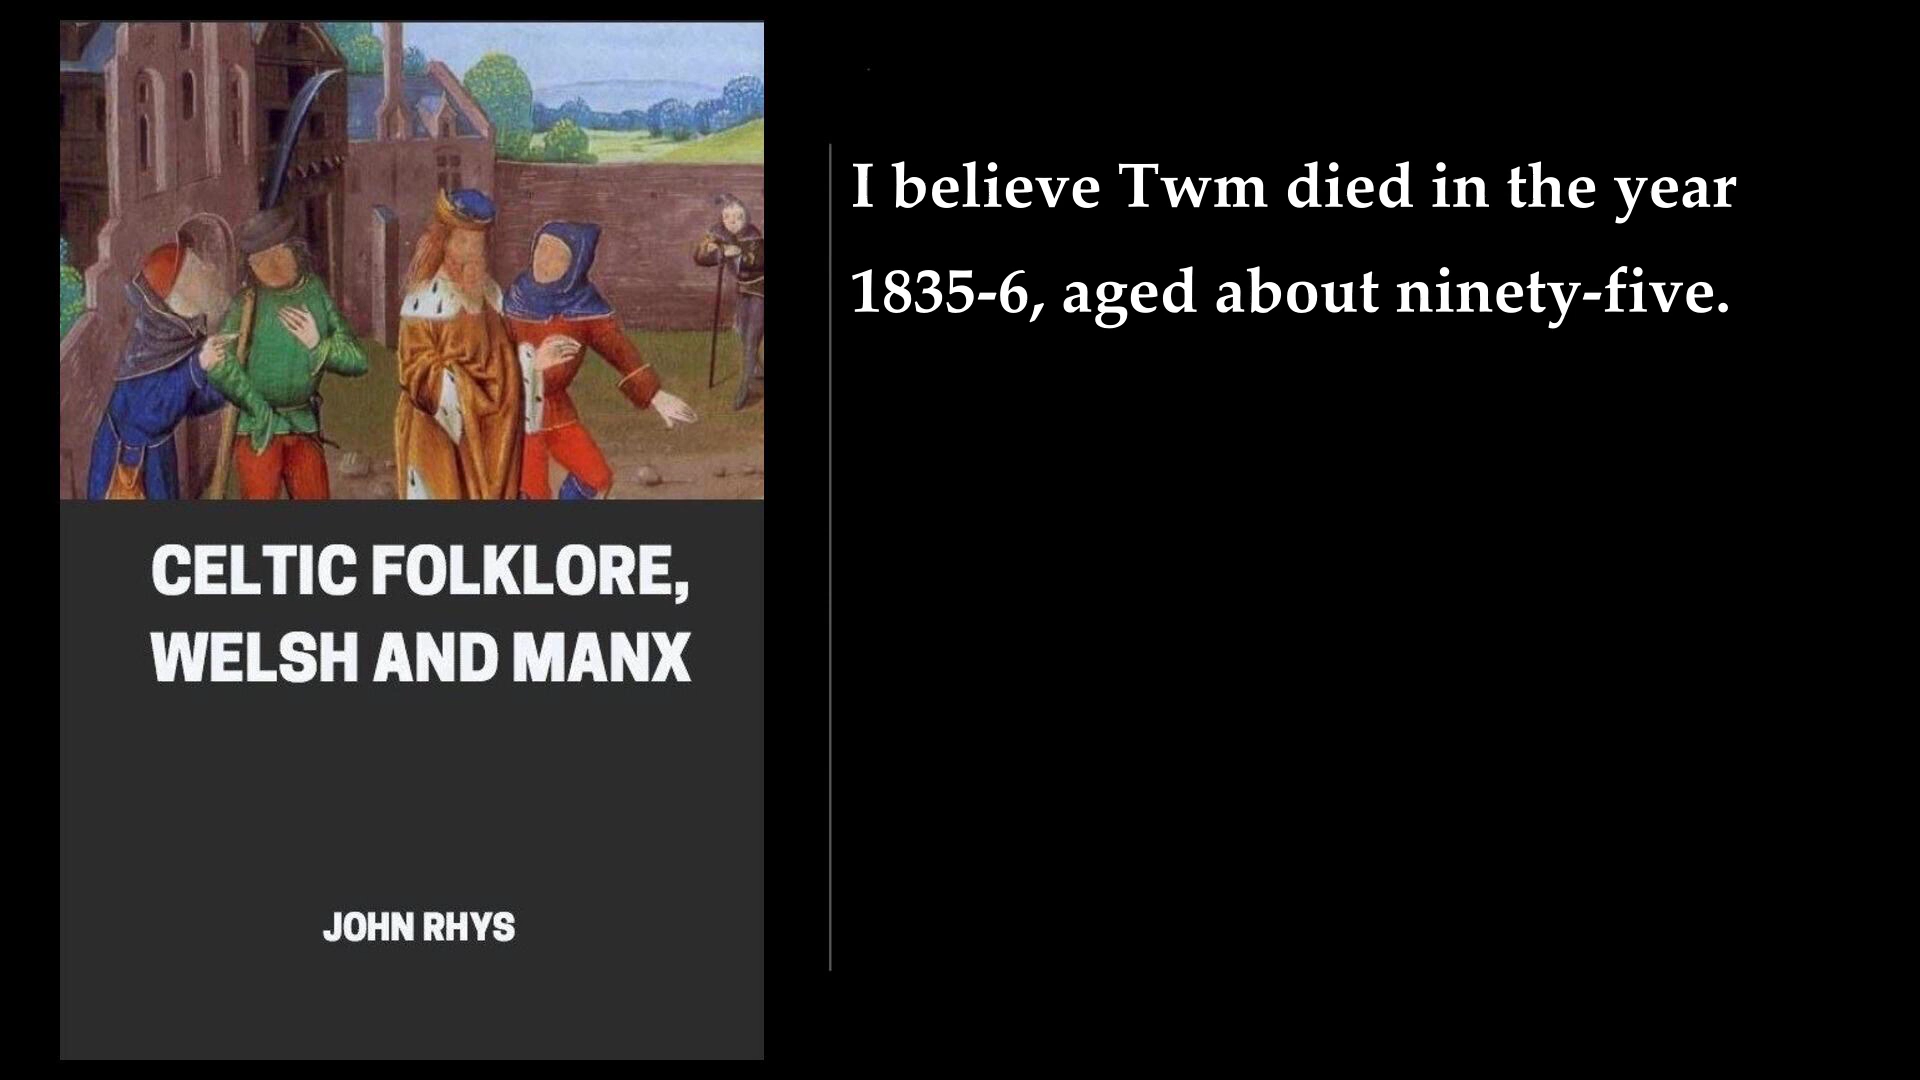 CELTIC FOLKLORE,
WELSH AND MANX
JOHN RHYS
I believe Twm died in the year
1835-6, aged about ninety-five.